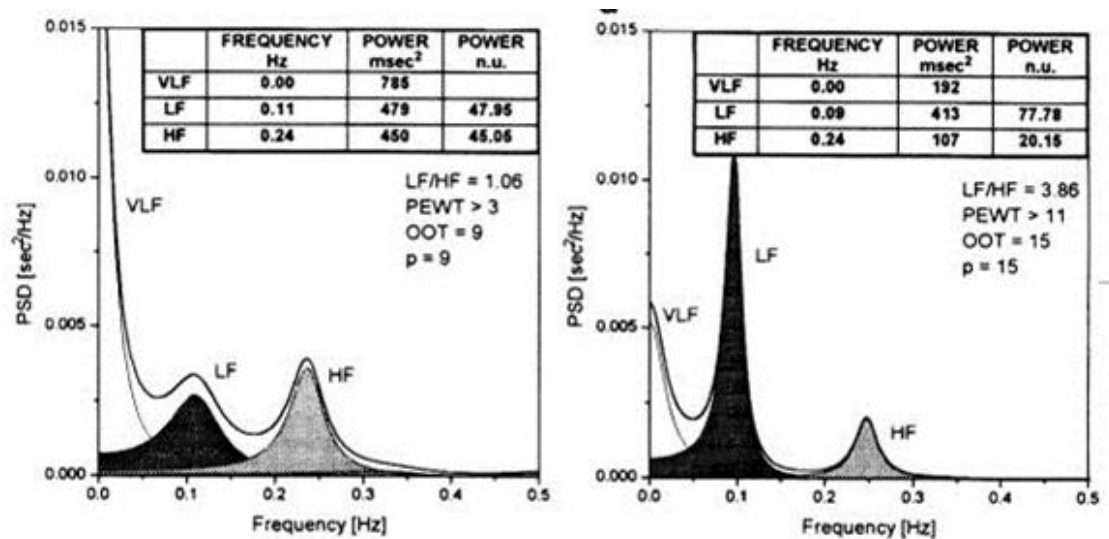 0.015
0.010
0.005
0.000
PSD [sec²/Hz]
FREQUENCY Hz POWER msec² POWER n.u.
VLF 0.00 785
LF 0.11 479 47.95
HF 0.24 450 45.05
LF/HF = 1.06
PEWT > 3
OOT = 9
p = 9
VLF
LF
HF
0.0 0.1 0.2 0.3 0.4 0.5
Frequency [Hz]
0.015
0.010
0.005
0.000
PSD [sec²/Hz]
FREQUENCY Hz POWER msec² POWER n.u.
VLF 0.00 192
LF 0.09 413 77.78
HF 0.24 107 20.15
LF/HF = 3.86
PEWT > 11
OOT = 15
p = 15
VLF
LF
HF
0.0 0.1 0.2 0.3 0.4 0.5
Frequency [Hz]